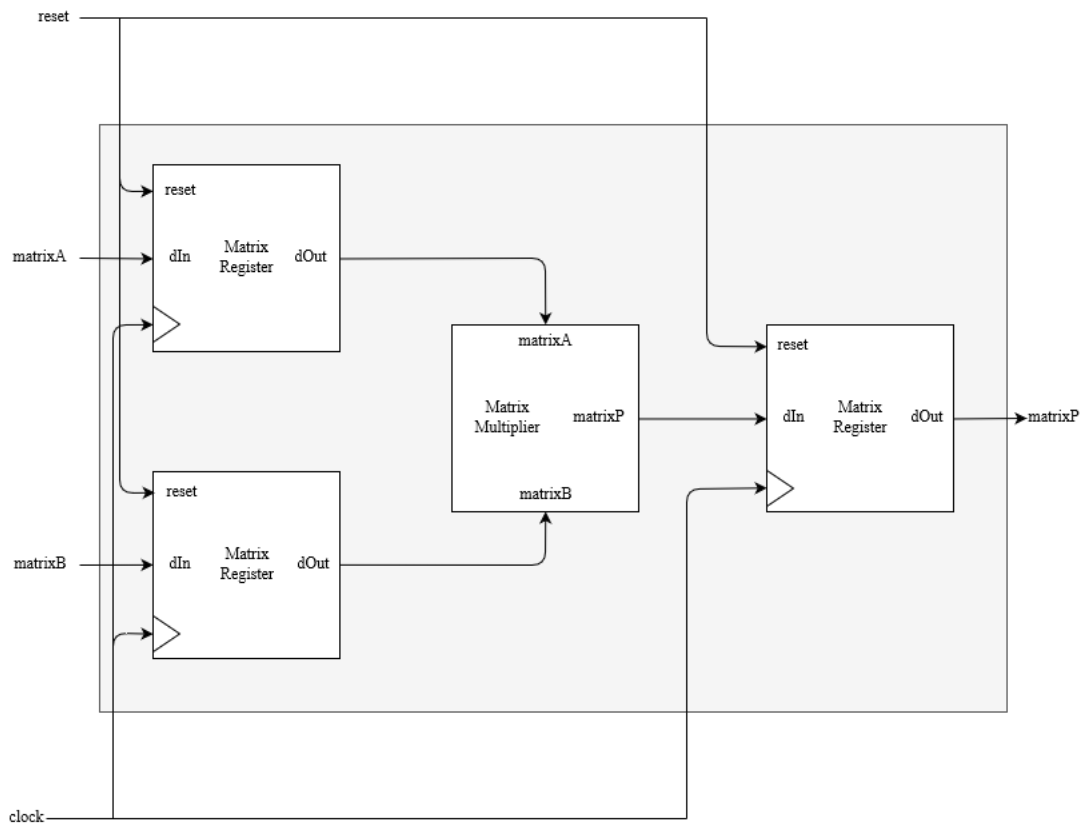 reset
reset
matrixA
dIn
Matrix
Register
dOut
matrixA
reset
Matrix
Multiplier
matrixP
dIn
Matrix
Register
dOut
matrixP
matrixB
reset
matrixB
dIn
Matrix
Register
dOut
clock